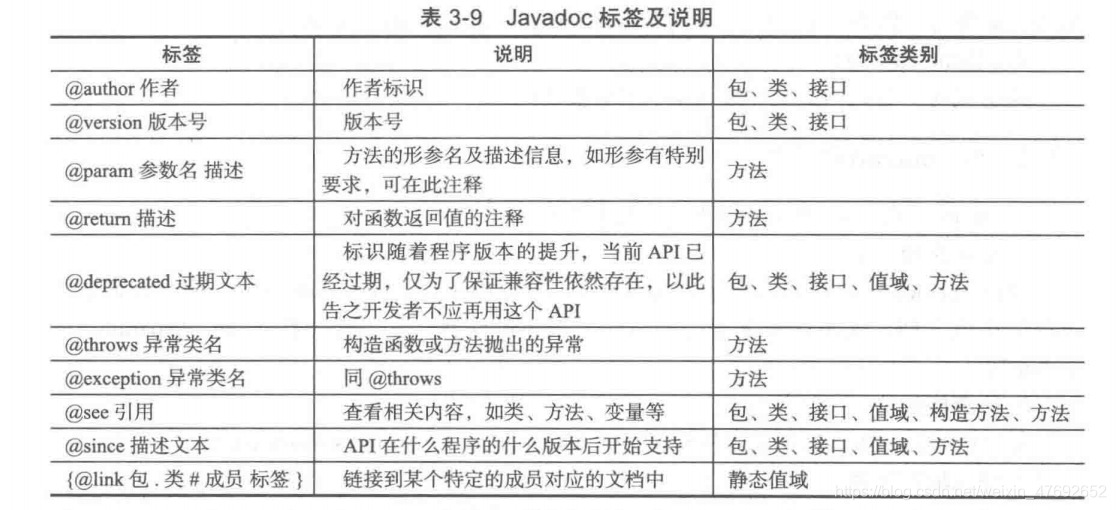 表 3-9 Javadoc 标签及说明
标签 说明 标签类别
@author 作者 作者标识 包、类、接口
@version 版本号 版本号 包、类、接口
@param 参数名 描述 方法的形参名及描述信息，如形参有特别 方法
要求，可在此注释
@return 描述 对函数返回值的注释 方法
标识随着程序版本的提升，当前 API 已
@deprecated 过期文本 经过期，仅为了保证兼容性依然存在，以此 包、类、接口、值域、方法
告之开发者不应再用这个 API
@throws 异常类名 构造函数或方法抛出的异常 方法
@exception 异常类名 同 @throws 方法
@see 引用 查看相关内容，如类、方法、变量等 包、类、接口、值域、构造方法、方法
@since 描述文本 API 在什么程序的什么版本后开始支持 包、类、接口、值域、方法
{@link 包 . 类 # 成员 标签 } 链接到某个特定的成员对应的文档中 静态值域
https://blog.csdn.net/weixin_47692652